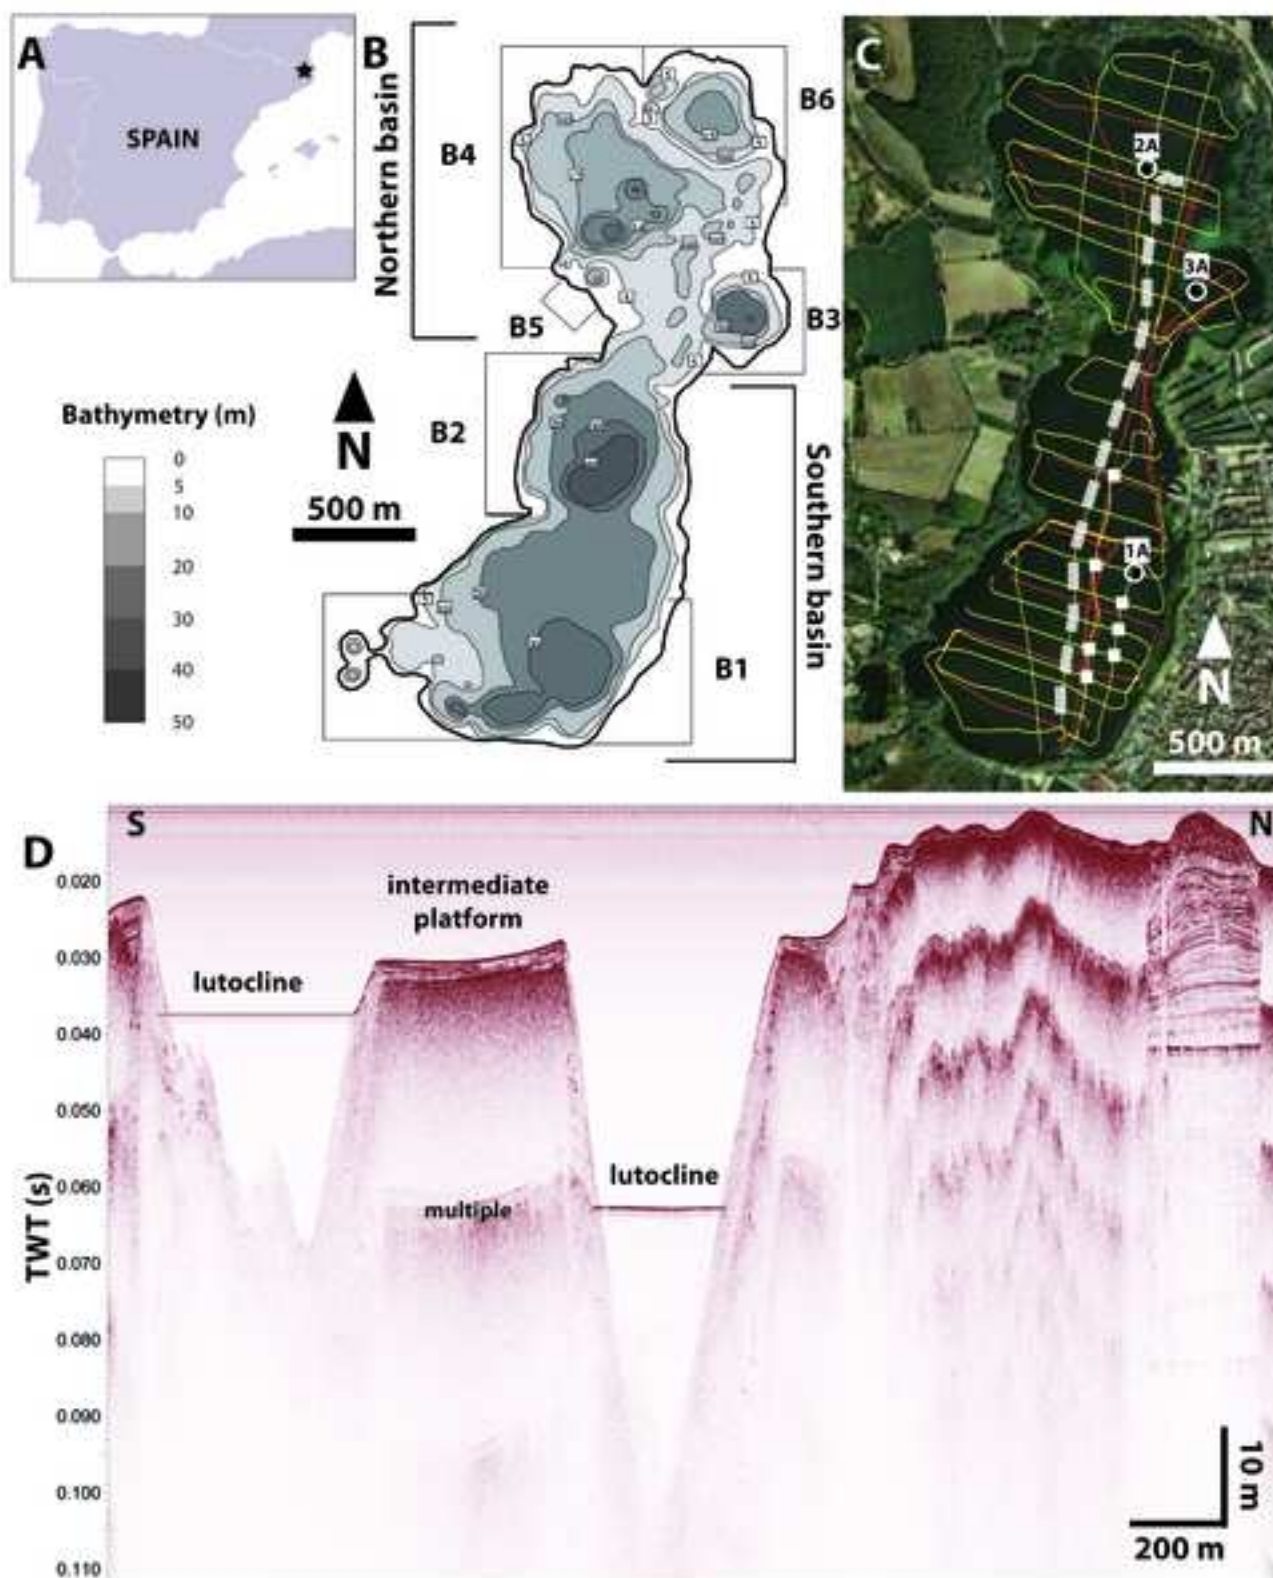 A
SPAIN
B
Northern basin
B4
B6
B5
B3
B2
B1
Southern basin
N
500 m
Bathymetry (m)
0
5
10
20
30
40
50
C
2A
3A
1A
N
500 m
D
S
N
TWT (s)
0.020
0.030
0.040
0.050
0.060
0.070
0.080
0.090
0.100
0.110
intermediate
platform
lutocline
lutocline
multiple
10 m
200 m